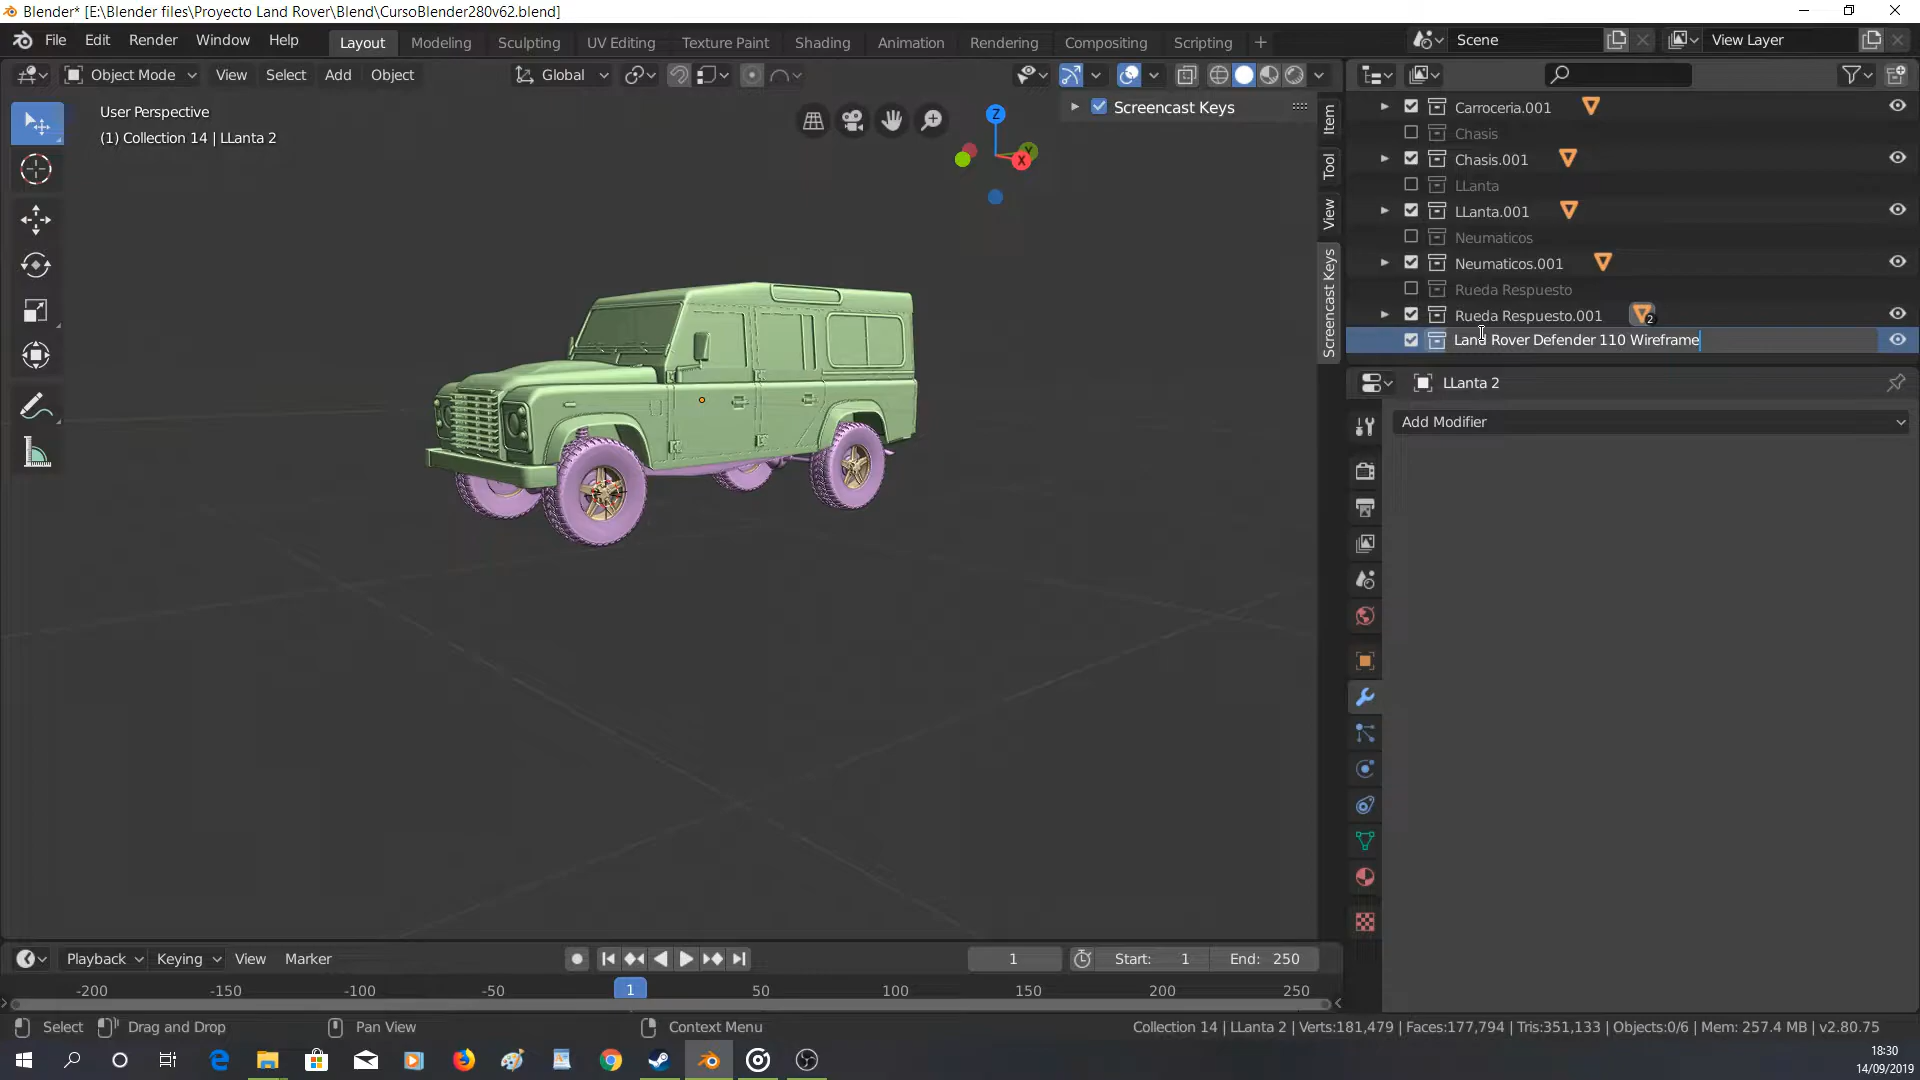 Blender* [E:\Blender files\Proyecto Land Rover\Blend\CursoBlender280v62.blend]
File Edit Render Window Help Layout Modeling Sculpting UV Editing Texture Paint Shading Animation Rendering Compositing Scripting + Scene View Layer
Object Mode View Select Add Object Global
User Perspective
(1) Collection 14 | LLanta 2
Screencast Keys
Z
Y
X
Item
Tool
View
Screencast Keys
Carroceria.001
Chasis
Chasis.001
LLanta
LLanta.001
Neumaticos
Neumaticos.001
Rueda Respuesto
Rueda Respuesto.001 2
Land Rover Defender 110 Wireframe
LLanta 2
Add Modifier
Playback Keying View Marker 1 Start: 1 End: 250
-200 -150 -100 -50 1 50 100 150 200 250
Select Drag and Drop Pan View Context Menu Collection 14 | LLanta 2 | Verts:181,479 | Faces:177,794 | Tris:351,133 | Objects:0/6 | Mem: 257.4 MB | v2.80.75
18:30
14/09/2019